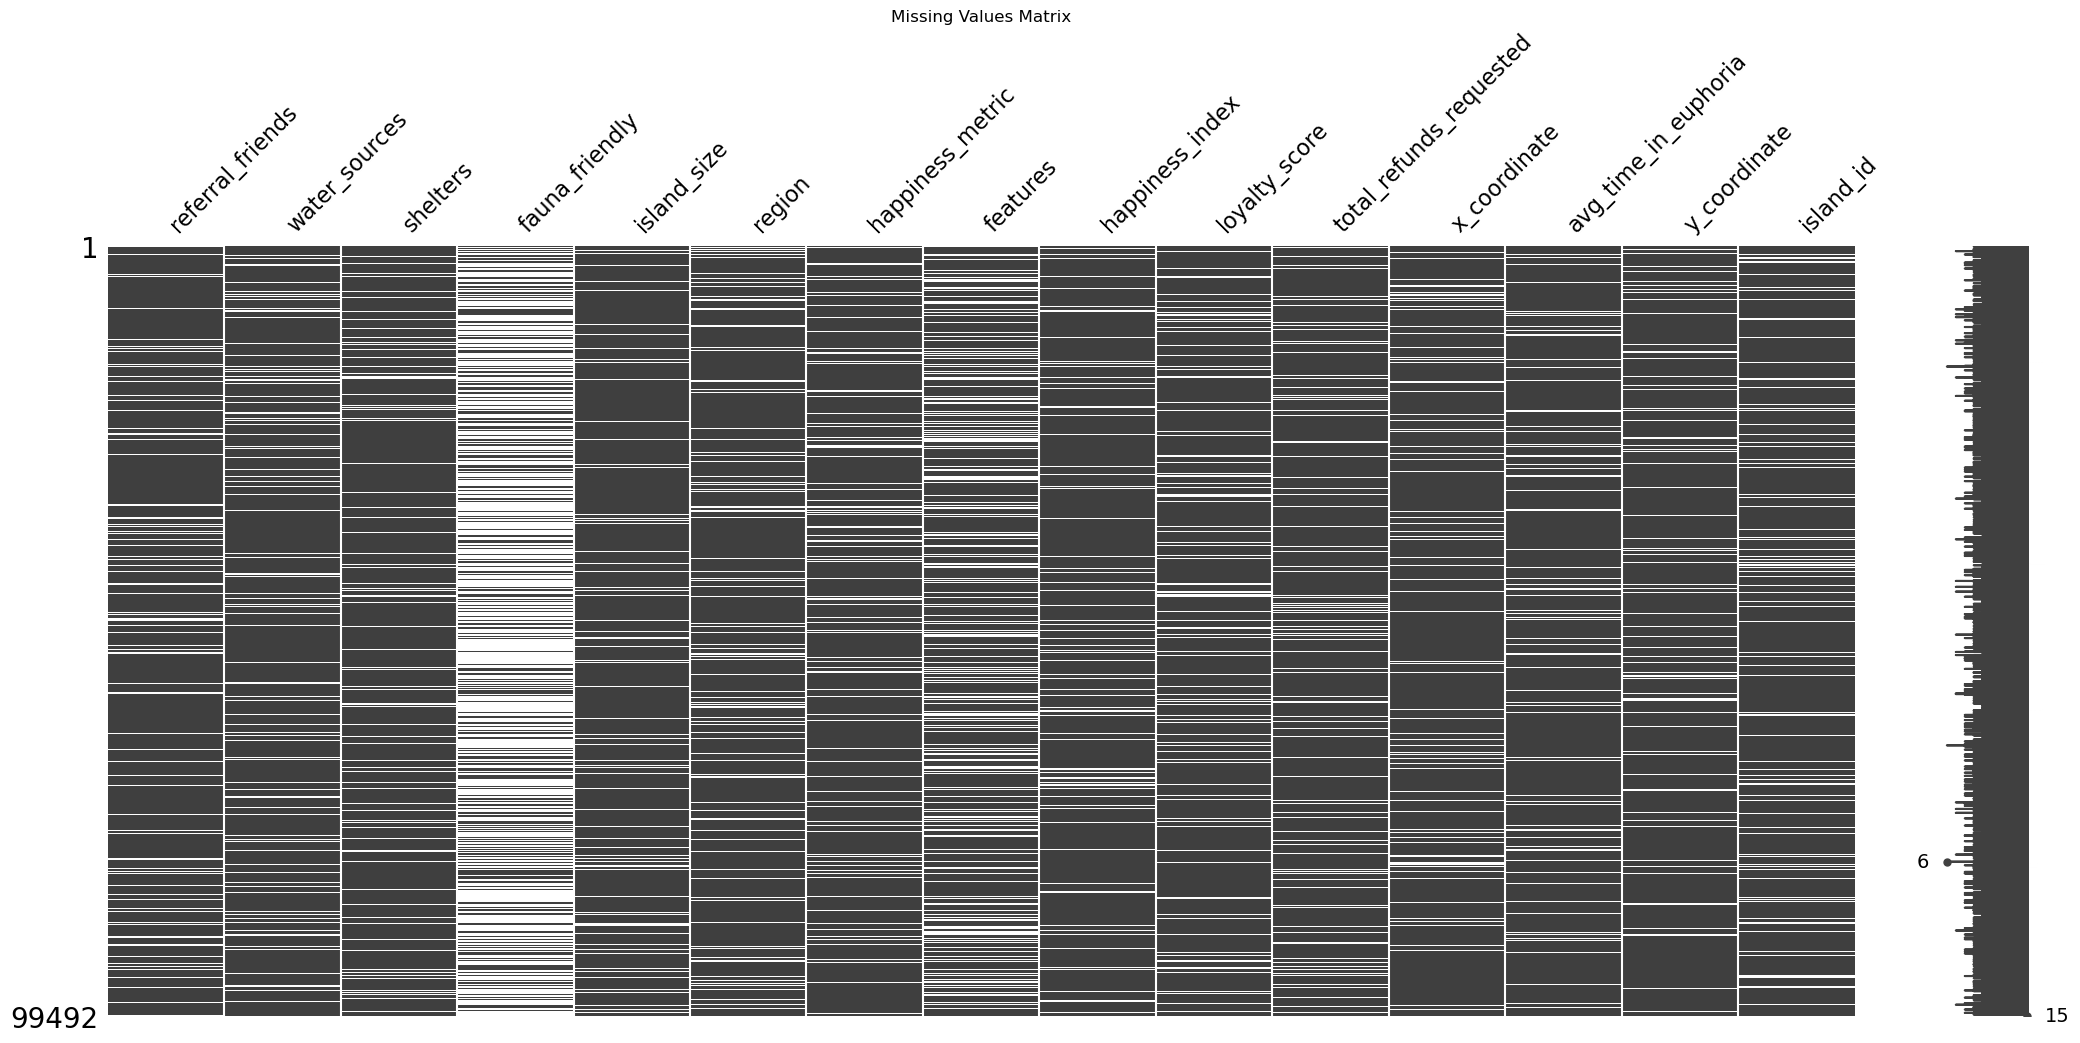 Missing Values Matrix
referral_friends
water_sources
shelters
fauna_friendly
island_size
region
happiness_metric
features
happiness_index
loyalty_score
total_refunds_requested
x_coordinate
avg_time_in_euphoria
y_coordinate
island_id
1
6
99492
15